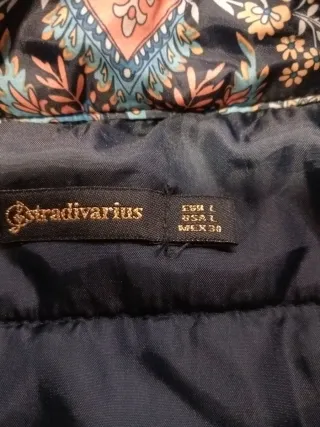 Stradivarius
EUR L
USA L
MEX 30